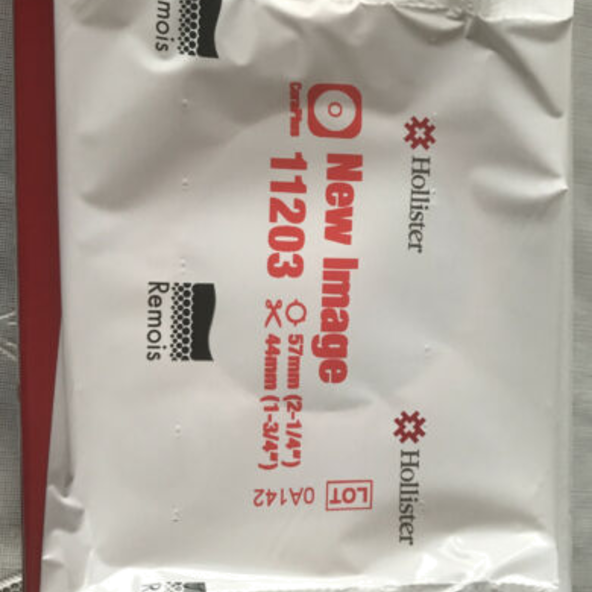 Hollister
Hollister
New Image
CeraPlus
11203
57mm (2-1/4")
44mm (1-3/4")
LOT
0A142
Remois
Remois
R